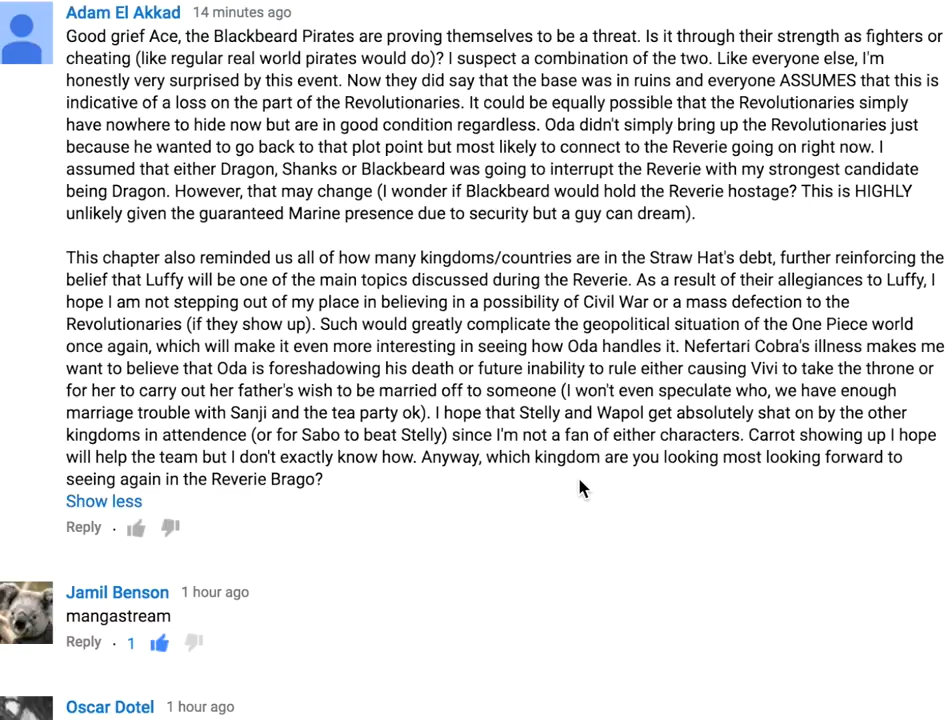 Adam El Akkad 14 minutes ago
Good grief Ace, the Blackbeard Pirates are proving themselves to be a threat. Is it through their strength as fighters or
cheating (like regular real world pirates would do)? I suspect a combination of the two. Like everyone else, I'm
honestly very surprised by this event. Now they did say that the base was in ruins and everyone ASSUMES that this is
indicative of a loss on the part of the Revolutionaries. It could be equally possible that the Revolutionaries simply
have nowhere to hide now but are in good condition regardless. Oda didn't simply bring up the Revolutionaries just
because he wanted to go back to that plot point but most likely to connect to the Reverie going on right now. I
assumed that either Dragon, Shanks or Blackbeard was going to interrupt the Reverie with my strongest candidate
being Dragon. However, that may change (I wonder if Blackbeard would hold the Reverie hostage? This is HIGHLY
unlikely given the guaranteed Marine presence due to security but a guy can dream).
This chapter also reminded us all of how many kingdoms/countries are in the Straw Hat's debt, further reinforcing the
belief that Luffy will be one of the main topics discussed during the Reverie. As a result of their allegiances to Luffy, I
hope I am not stepping out of my place in believing in a possibility of Civil War or a mass defection to the
Revolutionaries (if they show up). Such would greatly complicate the geopolitical situation of the One Piece world
once again, which will make it even more interesting in seeing how Oda handles it. Nefertari Cobra's illness makes me
want to believe that Oda is foreshadowing his death or future inability to rule either causing Vivi to take the throne or
for her to carry out her father's wish to be married off to someone (I won't even speculate who, we have enough
marriage trouble with Sanji and the tea party ok). I hope that Stelly and Wapol get absolutely shat on by the other
kingdoms in attendence (or for Sabo to beat Stelly) since I'm not a fan of either characters. Carrot showing up I hope
will help the team but I don't exactly know how. Anyway, which kingdom are you looking most looking forward to
seeing again in the Reverie Brago?
Show less
Reply ·
Jamil Benson 1 hour ago
mangastream
Reply · 1
Oscar Dotel 1 hour ago